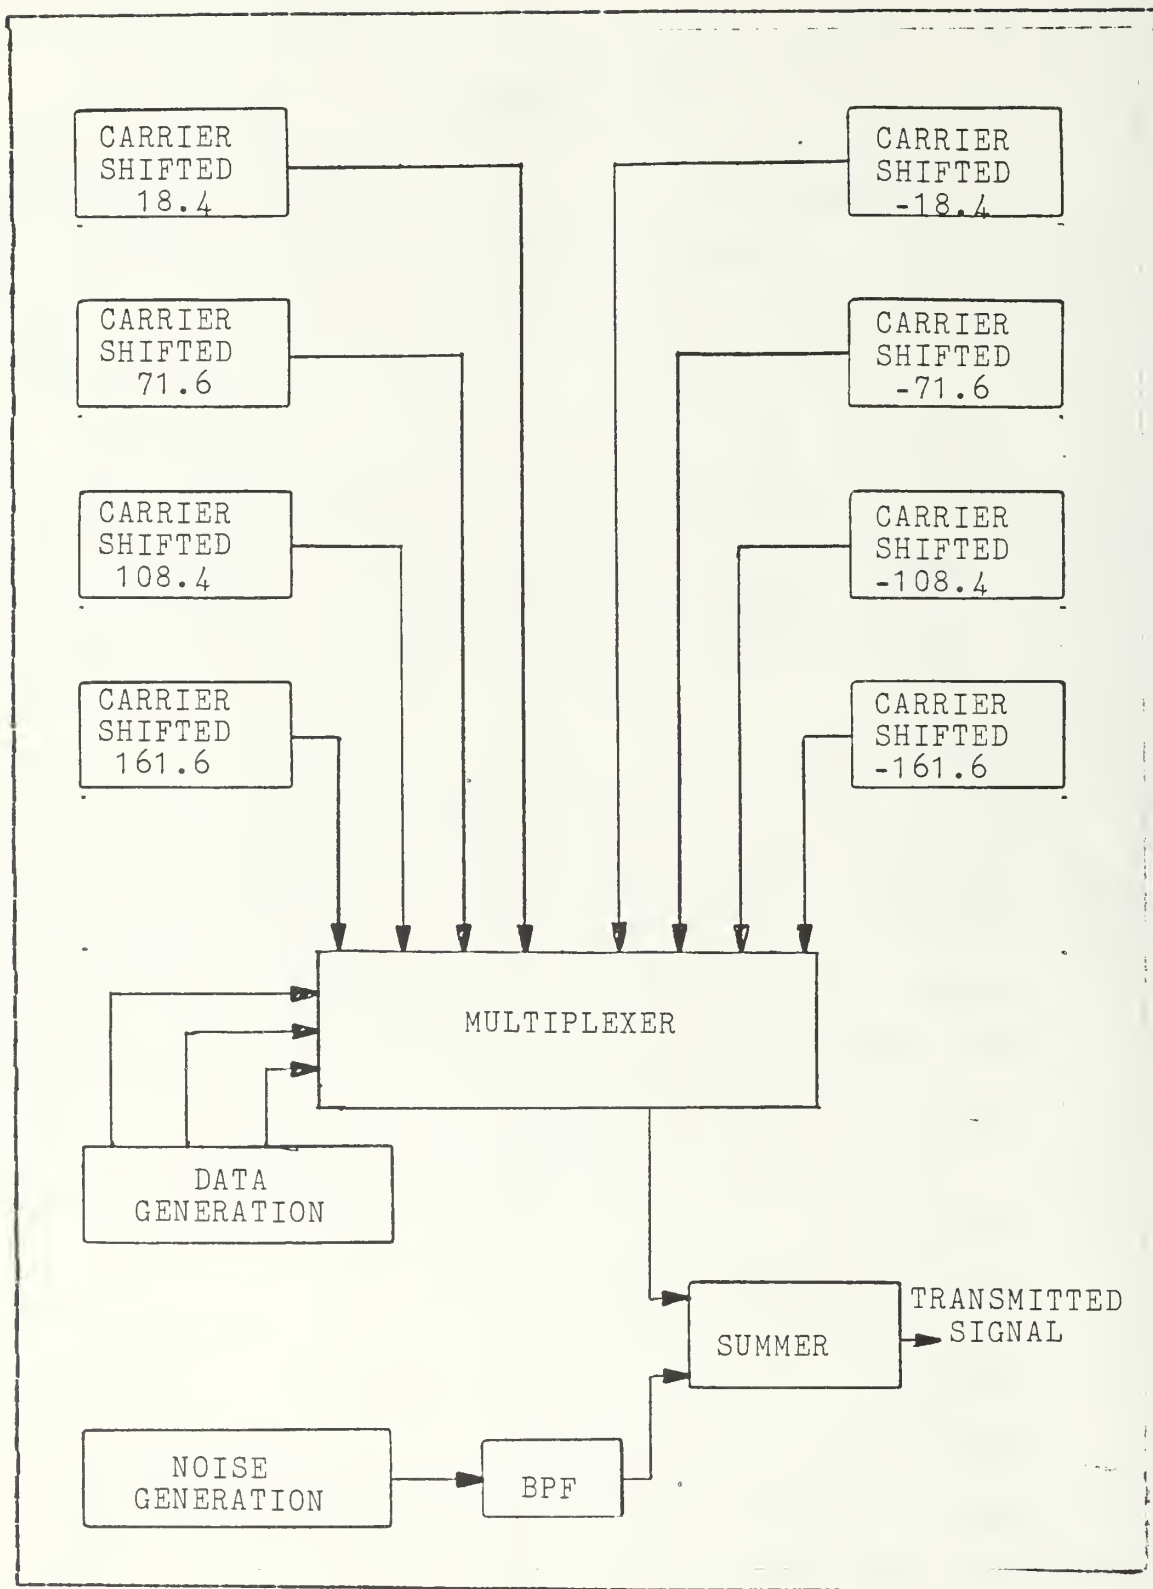 CARRIER
SHIFTED
18.4
CARRIER
SHIFTED
-18.4
CARRIER
SHIFTED
71.6
CARRIER
SHIFTED
-71.6
CARRIER
SHIFTED
108.4
CARRIER
SHIFTED
-108.4
CARRIER
SHIFTED
161.6
CARRIER
SHIFTED
-161.6
MULTIPLEXER
DATA
GENERATION
SUMMER
TRANSMITTED
SIGNAL
NOISE
GENERATION
BPF